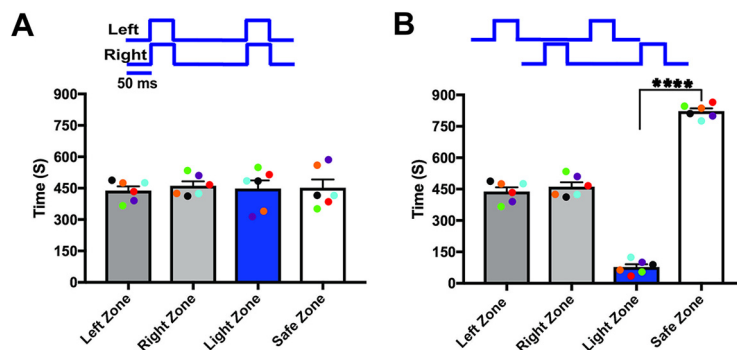 A
Left
Right
50 ms
Time (S)
900
750
600
450
300
150
0
Left Zone
Right Zone
Light Zone
Safe Zone
B
****
Time (S)
900
750
600
450
300
150
0
Left Zone
Right Zone
Light Zone
Safe Zone